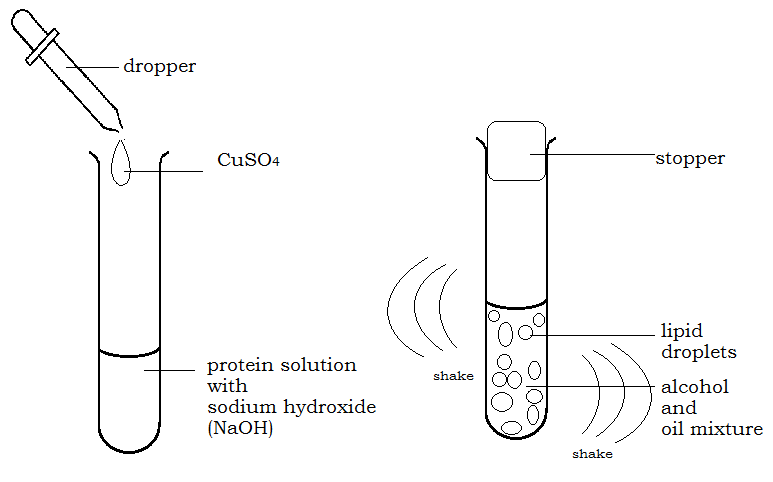 dropper
CuSO4
protein solution
with
sodium hydroxide
(NaOH)
stopper
shake
lipid
droplets
alcohol
and
oil mixture
shake